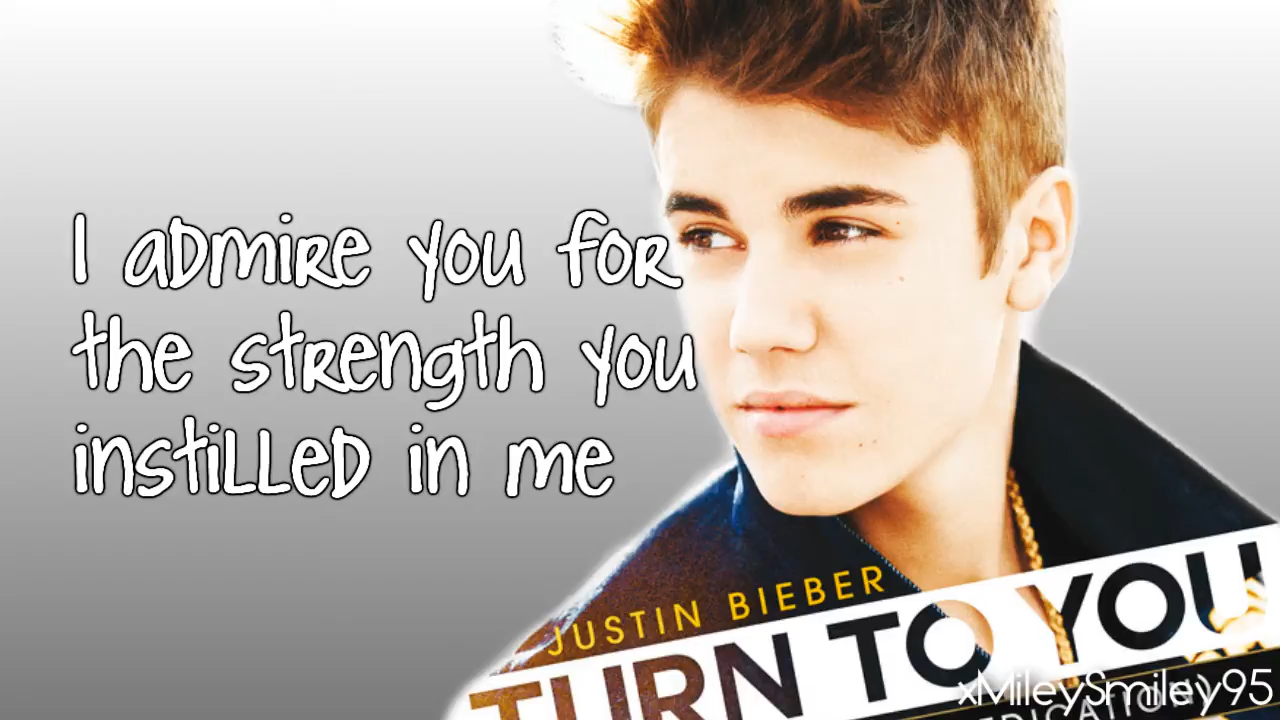 I admire you for
the strength you
instilled in me
JUSTIN BIEBER
TURN TO YOU
xMileySmiley95